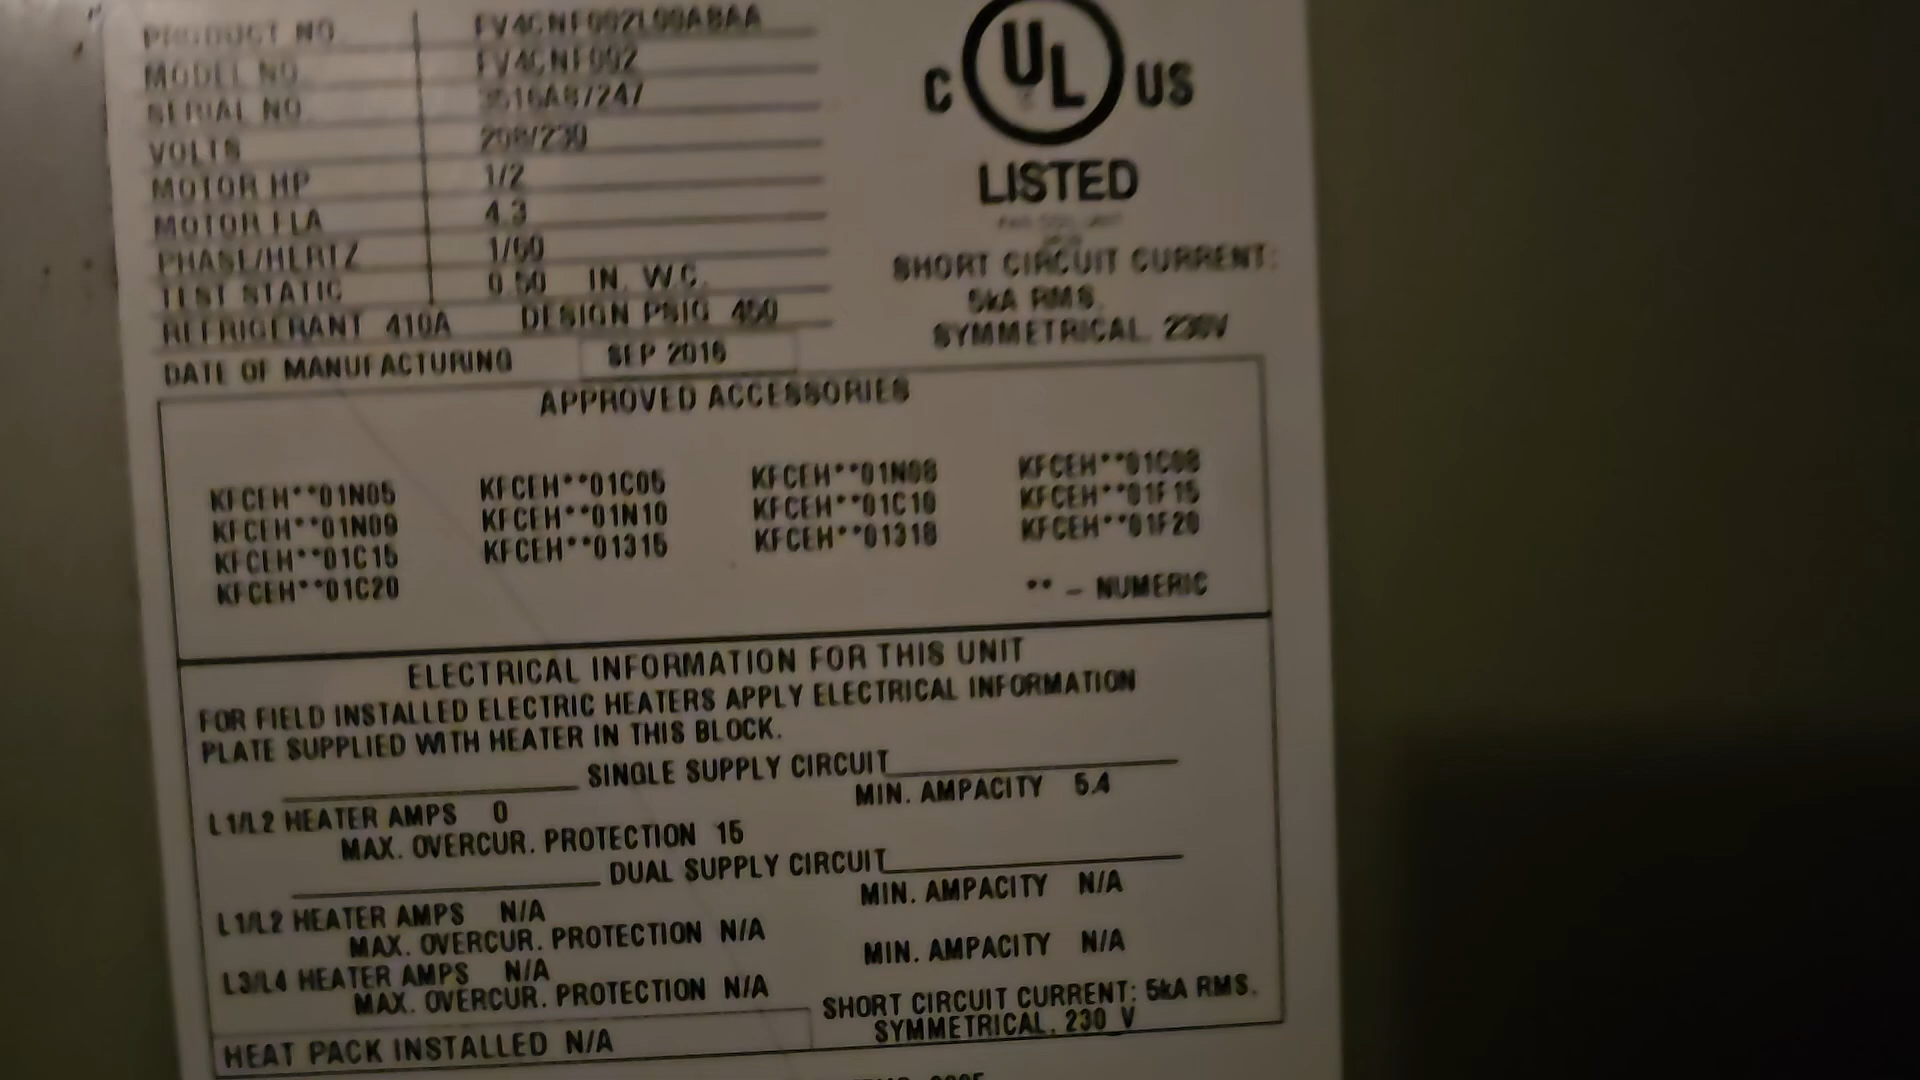 PRODUCT NO. FV4CNF002L00ABAA
MODEL NO. FV4CNF002
SERIAL NO. 3516A87247
VOLTS 208/230
MOTOR HP 1/2
MOTOR FLA 4.3
PHASE/HERTZ 1/60
TEST STATIC 0.50 IN. W.C.
REFRIGERANT 410A DESIGN PSIG 450
DATE OF MANUFACTURING SEP 2016
C UL US
LISTED
SHORT CIRCUIT CURRENT:
5kA RMS.
SYMMETRICAL. 230V
APPROVED ACCESSORIES
KFCEH**01N05 KFCEH**01C05 KFCEH**01N08 KFCEH**01C08
KFCEH**01N09 KFCEH**01N10 KFCEH**01C10 KFCEH**01F15
KFCEH**01C15 KFCEH**01315 KFCEH**01318 KFCEH**01F20
KFCEH**01C20 ** – NUMERIC
ELECTRICAL INFORMATION FOR THIS UNIT
FOR FIELD INSTALLED ELECTRIC HEATERS APPLY ELECTRICAL INFORMATION
PLATE SUPPLIED WITH HEATER IN THIS BLOCK.
SINGLE SUPPLY CIRCUIT
L1/L2 HEATER AMPS 0 MIN. AMPACITY 5.4
MAX. OVERCUR. PROTECTION 15
DUAL SUPPLY CIRCUIT
L1/L2 HEATER AMPS N/A MIN. AMPACITY N/A
MAX. OVERCUR. PROTECTION N/A
L3/L4 HEATER AMPS N/A MIN. AMPACITY N/A
MAX. OVERCUR. PROTECTION N/A
SHORT CIRCUIT CURRENT: 5kA RMS.
SYMMETRICAL. 230 V
HEAT PACK INSTALLED N/A